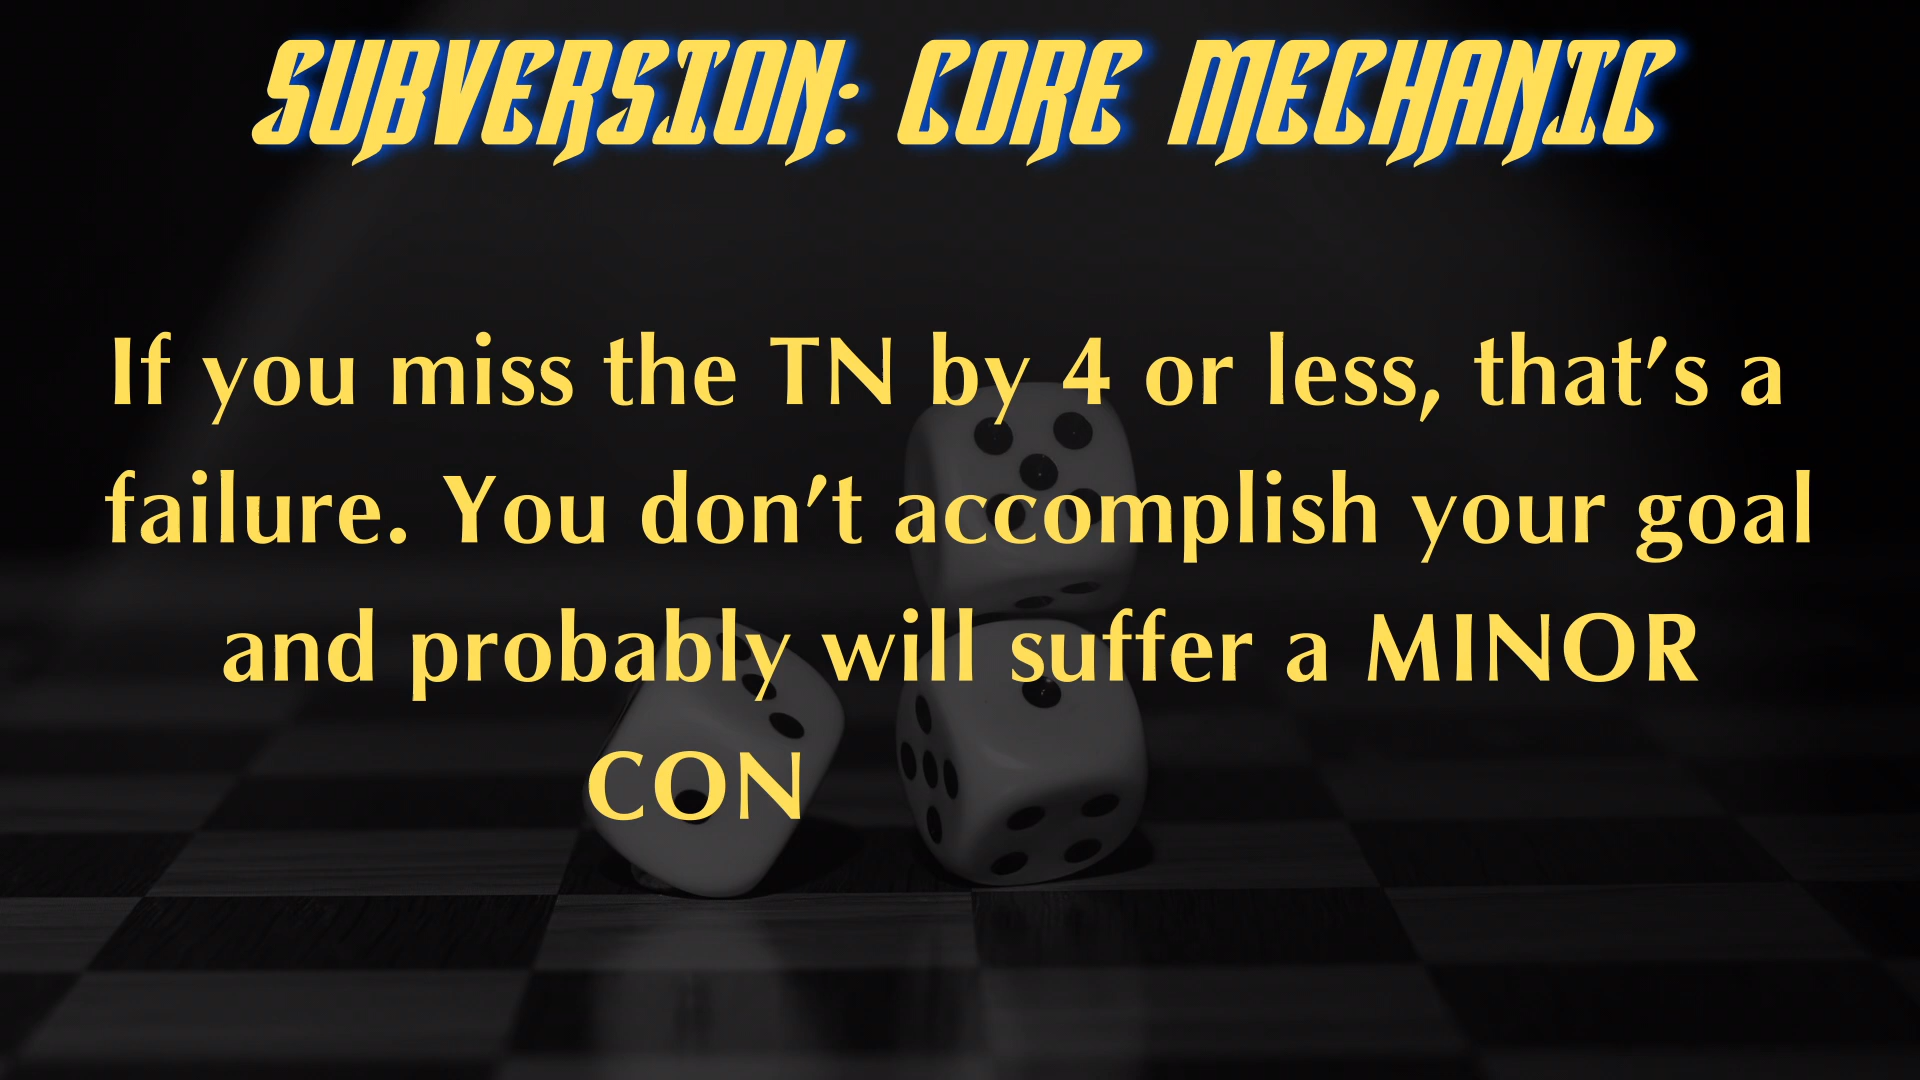 SUBVERSION: CORE MECHANIC
If you miss the TN by 4 or less, that's a
failure. You don't accomplish your goal
and probably will suffer a MINOR
CON